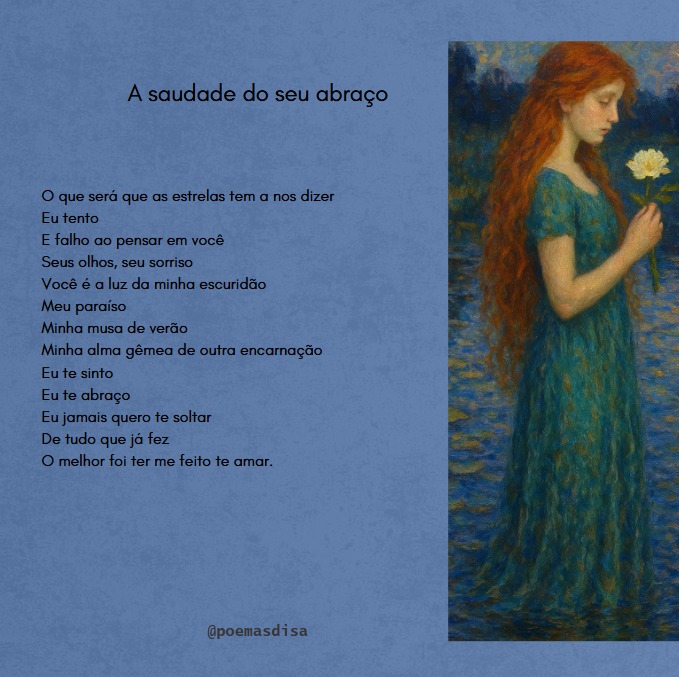 A saudade do seu abraço
O que será que as estrelas tem a nos dizer
Eu tento
E falho ao pensar em você
Seus olhos, seu sorriso
Você é a luz da minha escuridão
Meu paraíso
Minha musa de verão
Minha alma gêmea de outra encarnação
Eu te sinto
Eu te abraço
Eu jamais quero te soltar
De tudo que já fez
O melhor foi ter me feito te amar.
@poemasdisa